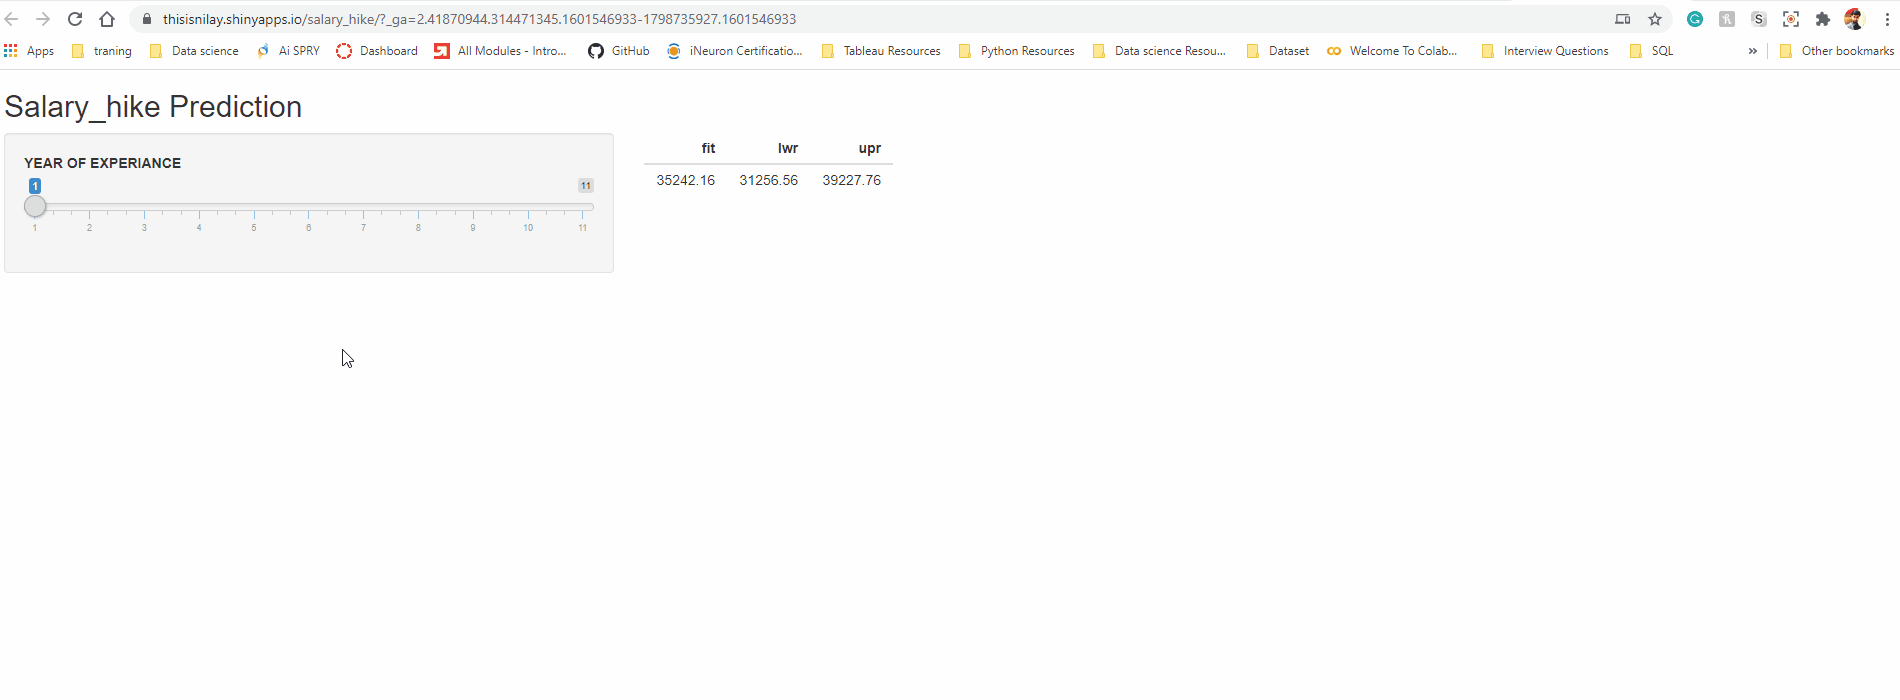 thisisnilay.shinyapps.io/salary_hike/?_ga=2.41870944.314471345.1601546933-1798735927.1601546933
Apps traning Data science Ai SPRY Dashboard All Modules - Intro... GitHub iNeuron Certificatio... Tableau Resources Python Resources Data science Resou... Dataset Welcome To Colab... Interview Questions SQL » Other bookmarks
Salary_hike Prediction
YEAR OF EXPERIANCE
1 11
1 2 3 4 5 6 7 8 9 10 11
fit lwr upr
35242.16 31256.56 39227.76